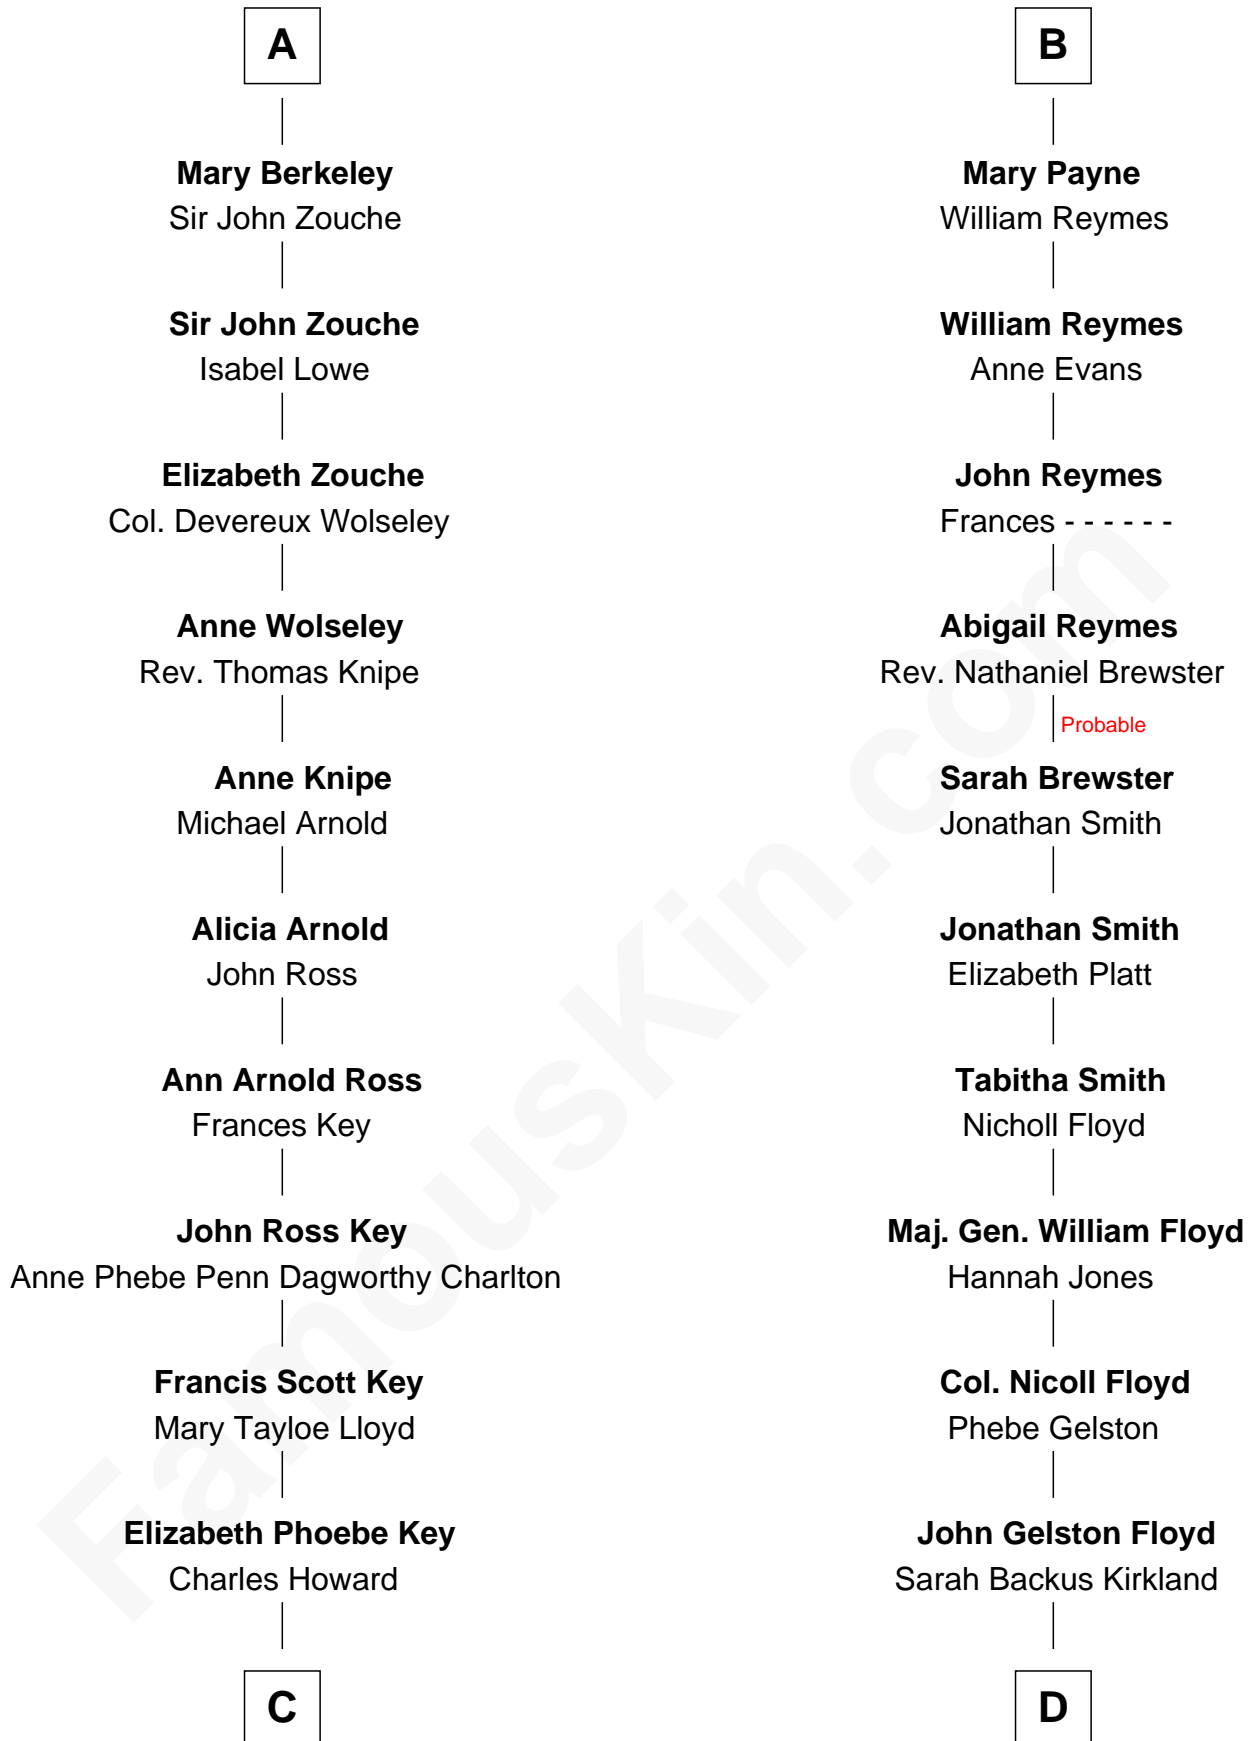 A
Mary Berkeley
Sir John Zouche
Sir John Zouche
Isabel Lowe
Elizabeth Zouche
Col. Devereux Wolseley
Anne Wolseley
Rev. Thomas Knipe
Anne Knipe
Michael Arnold
Alicia Arnold
John Ross
Ann Arnold Ross
Frances Key
John Ross Key
Anne Phebe Penn Dagworthy Charlton
Francis Scott Key
Mary Tayloe Lloyd
Elizabeth Phoebe Key
Charles Howard
C
B
Mary Payne
William Reymes
William Reymes
Anne Evans
John Reymes
Frances - - - - - -
Abigail Reymes
Rev. Nathaniel Brewster
Probable
Sarah Brewster
Jonathan Smith
Jonathan Smith
Elizabeth Platt
Tabitha Smith
Nicholl Floyd
Maj. Gen. William Floyd
Hannah Jones
Col. Nicoll Floyd
Phebe Gelston
John Gelston Floyd
Sarah Backus Kirkland
D
FamousKin.com